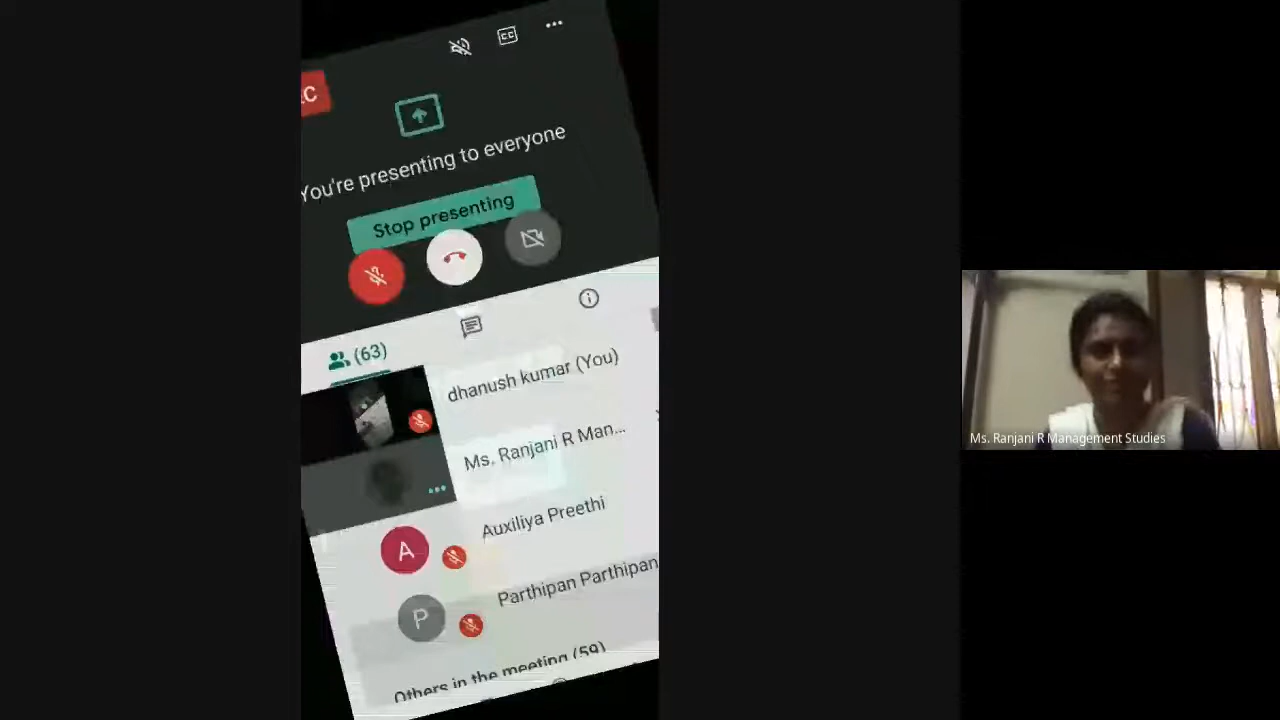 CC
C
You're presenting to everyone
Stop presenting
(63)
dhanush kumar (You)
Ms. Ranjani R Man...
Auxiliya Preethi
A
Parthipan Parthipan
P
Others in the meeting (59)
Ms. Ranjani R Management Studies